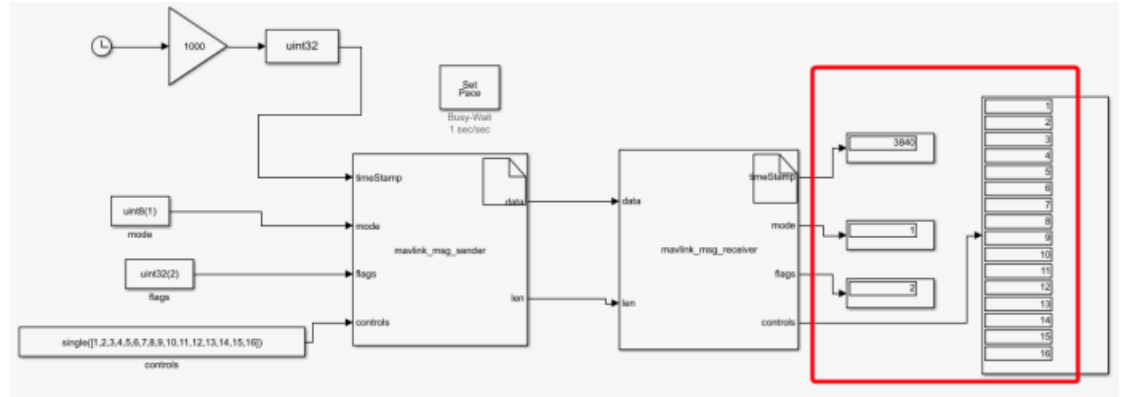 1000
uint32
Set
Pace
Busy-Wait
1 sec/sec
uint8(1)
mode
uint32(2)
flags
single([1,2,3,4,5,6,7,8,9,10,11,12,13,14,15,16])
controls
timeStamp
mode
flags
controls
mavlink_msg_sender
data
len
data
len
mavlink_msg_receiver
timeStamp
mode
flags
controls
3840
1
2
1
2
3
4
5
6
7
8
9
10
11
12
13
14
15
16